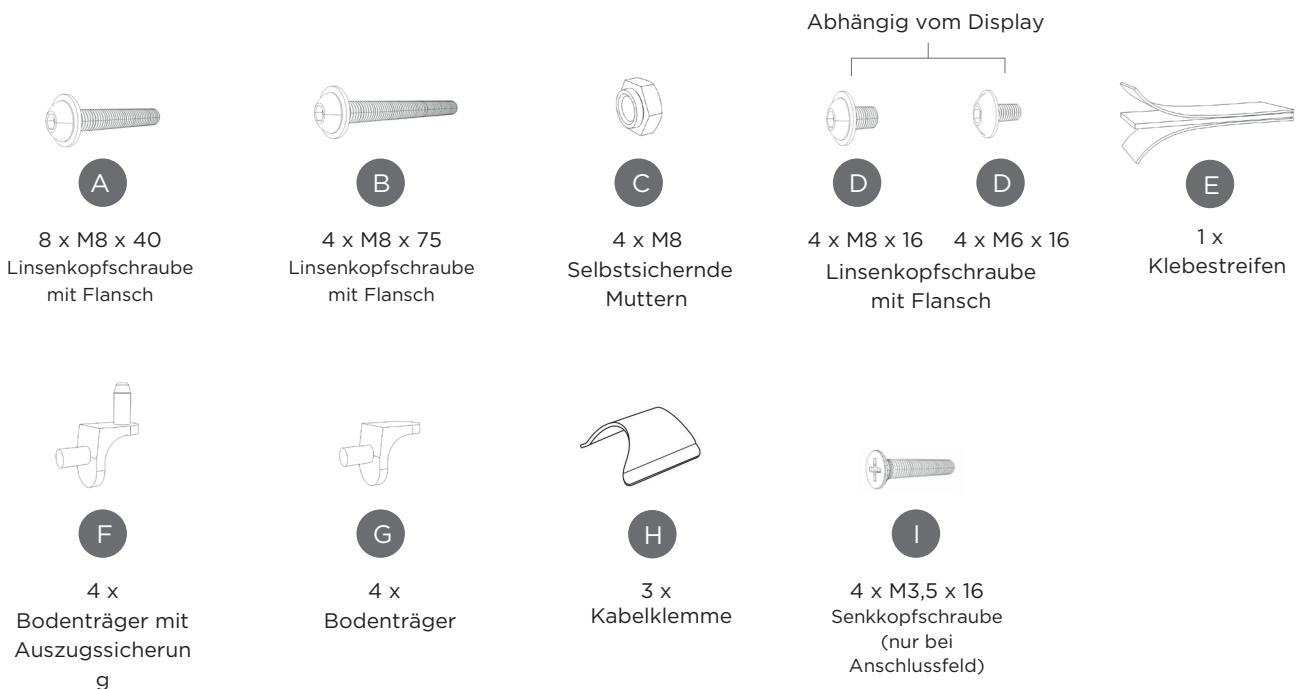 Abhängig vom Display
A
B
C
D
D
E
8 x M8 x 40
Linsenkopfschraube
mit Flansch
4 x M8 x 75
Linsenkopfschraube
mit Flansch
4 x M8
Selbstsichernde
Muttern
4 x M8 x 16
4 x M6 x 16
Linsenkopfschraube
mit Flansch
1 x
Klebestreifen
F
G
H
I
4 x
Bodenträger mit
Auszugssicherun
g
4 x
Bodenträger
3 x
Kabelklemme
4 x M3,5 x 16
Senkkopfschraube
(nur bei
Anschlussfeld)